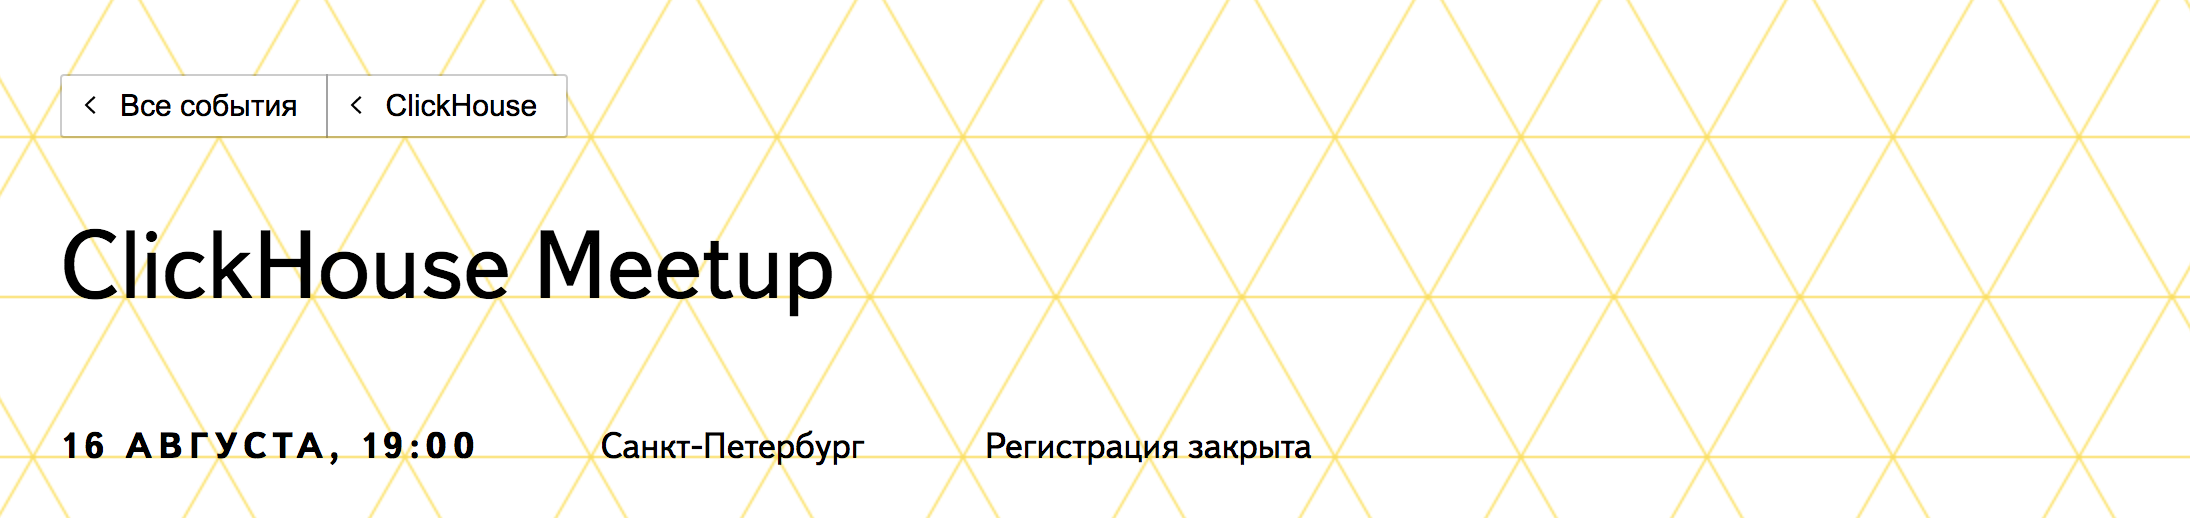 Все события ClickHouse
ClickHouse Meetup
16 АВГУСТА, 19:00 Санкт-Петербург Регистрация закрыта